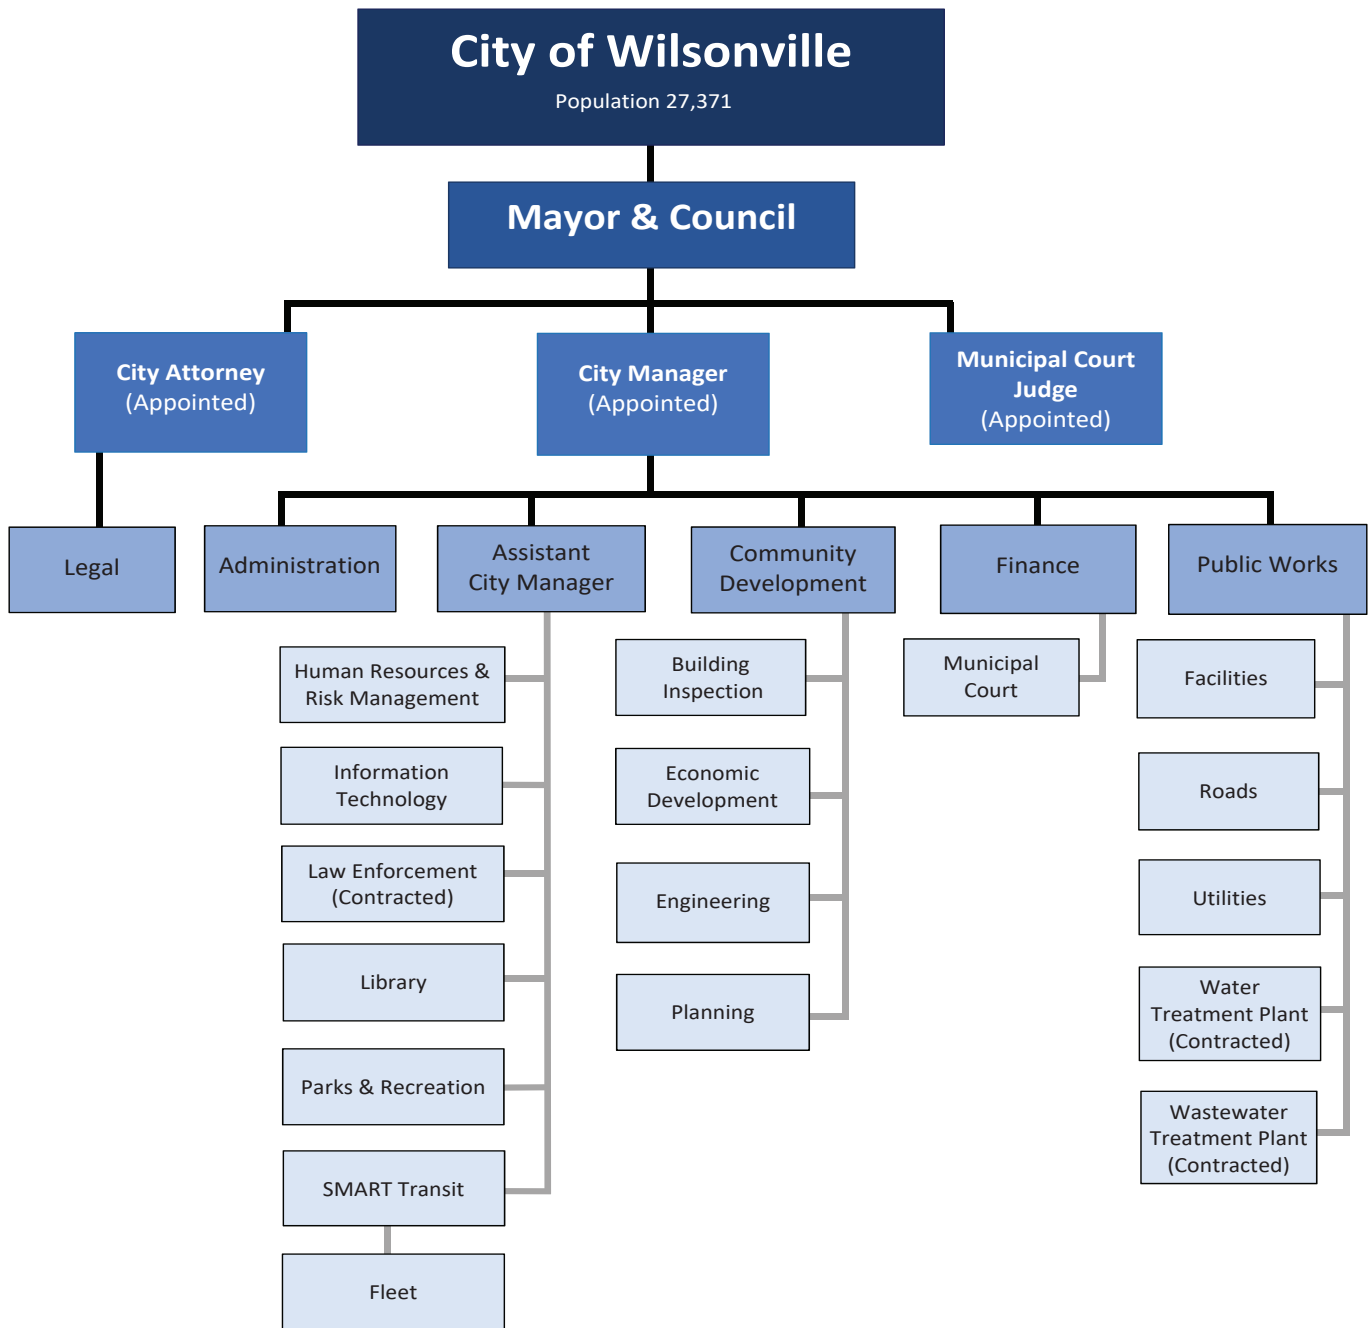 City of Wilsonville
Population 27,371
Mayor & Council
City Attorney
(Appointed)
City Manager
(Appointed)
Municipal Court
Judge
(Appointed)
Legal
Administration
Assistant
City Manager
Community
Development
Finance
Public Works
Human Resources &
Risk Management
Information
Technology
Law Enforcement
(Contracted)
Library
Parks & Recreation
SMART Transit
Fleet
Building
Inspection
Economic
Development
Engineering
Planning
Municipal
Court
Facilities
Roads
Utilities
Water
Treatment Plant
(Contracted)
Wastewater
Treatment Plant
(Contracted)